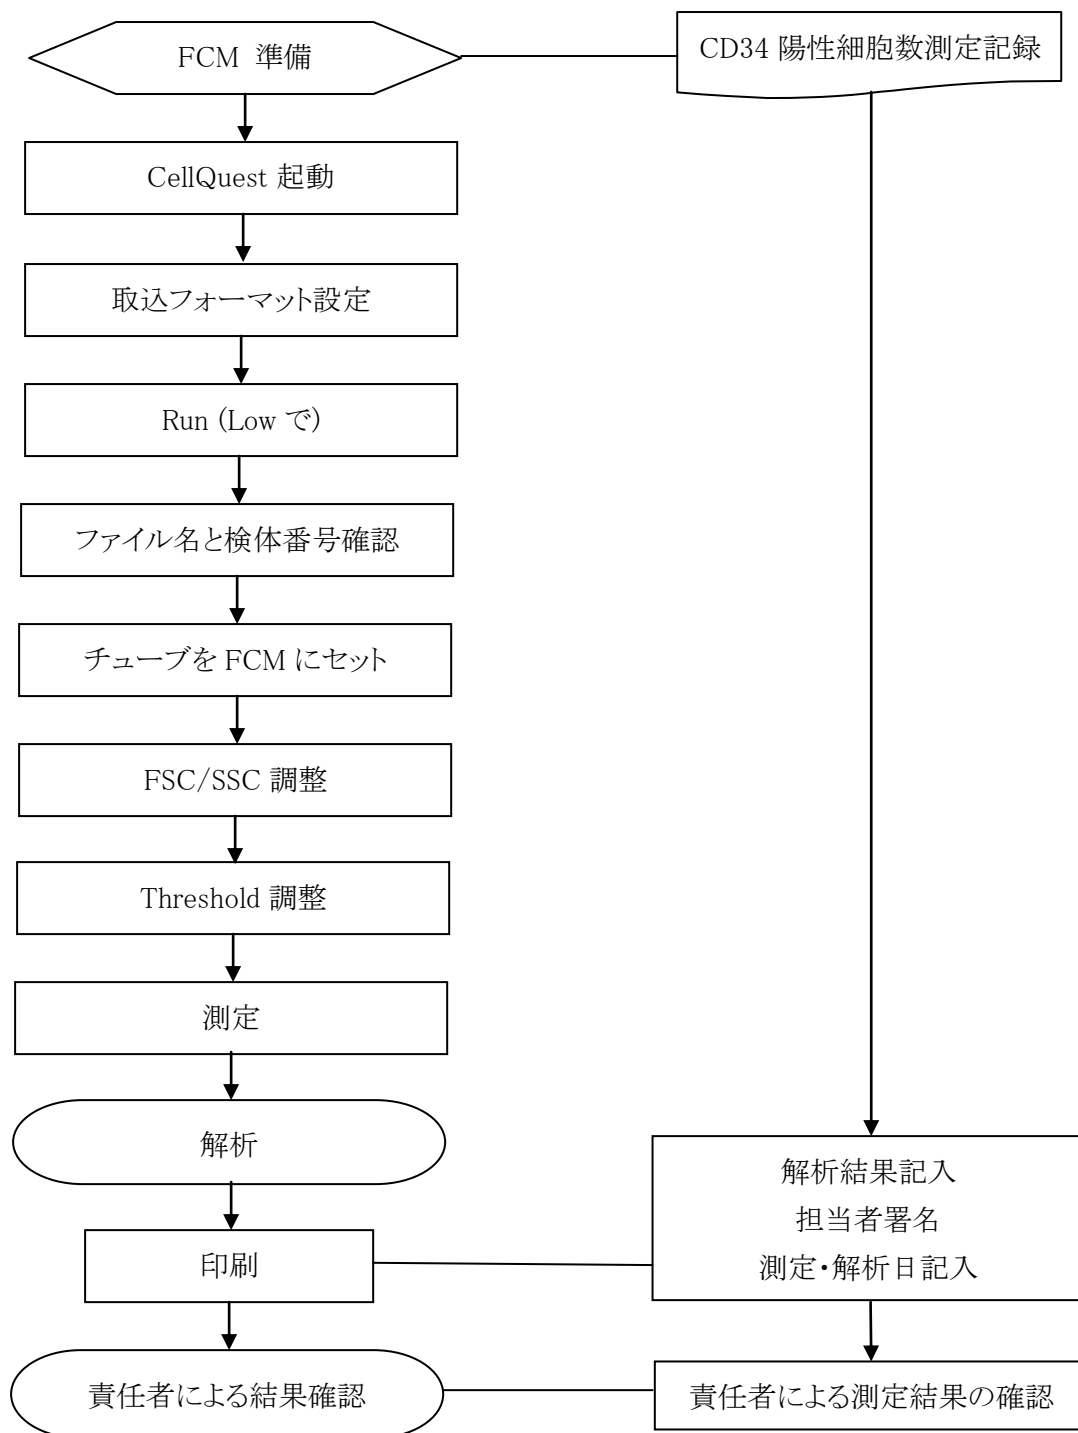 FCM 準備
CD34 陽性細胞数測定記録
CellQuest 起動
取込フォーマット設定
Run (Low で)
ファイル名と検体番号確認
チューブを FCM にセット
FSC/SSC 調整
Threshold 調整
測定
解析
解析結果記入
担当者署名
測定・解析日記入
印刷
責任者による結果確認
責任者による測定結果の確認